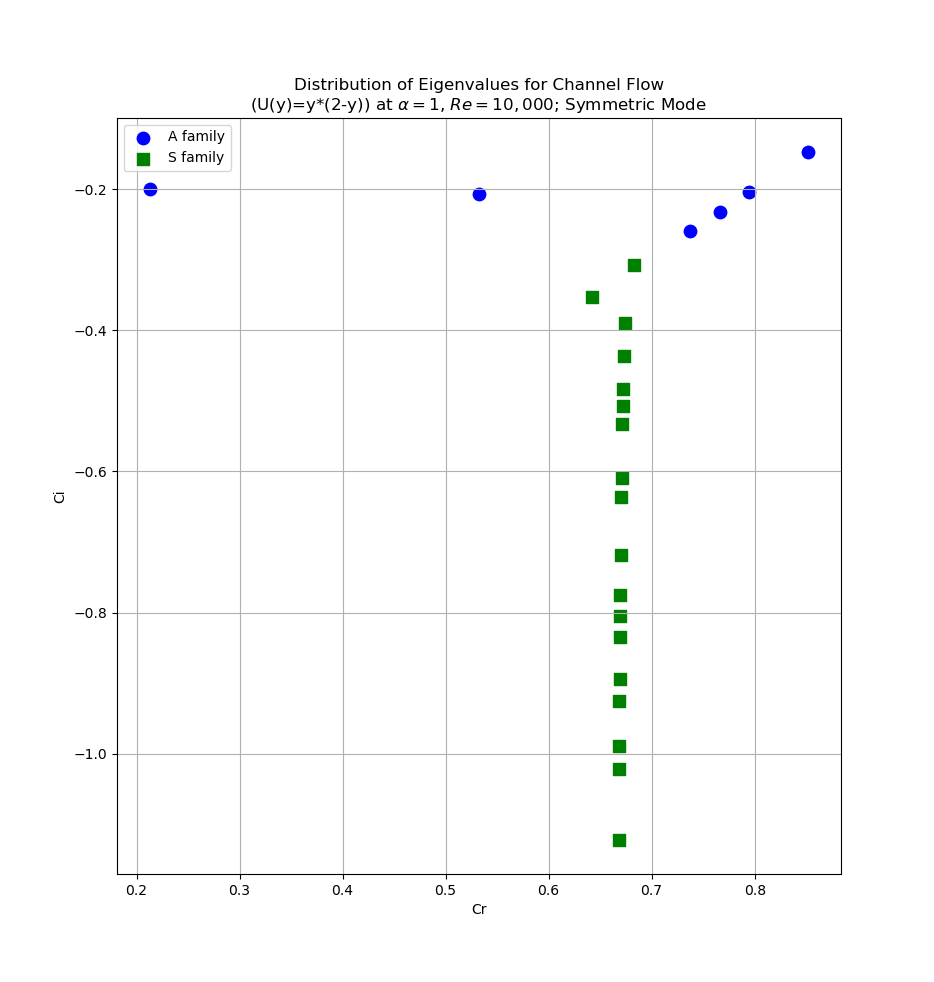 Distribution of Eigenvalues for Channel Flow
(U(y)=y*(2-y)) at α = 1, Re = 10,000; Symmetric Mode
A family
S family
−0.2
−0.4
−0.6
−0.8
−1.0
Ci
0.2 0.3 0.4 0.5 0.6 0.7 0.8
Cr